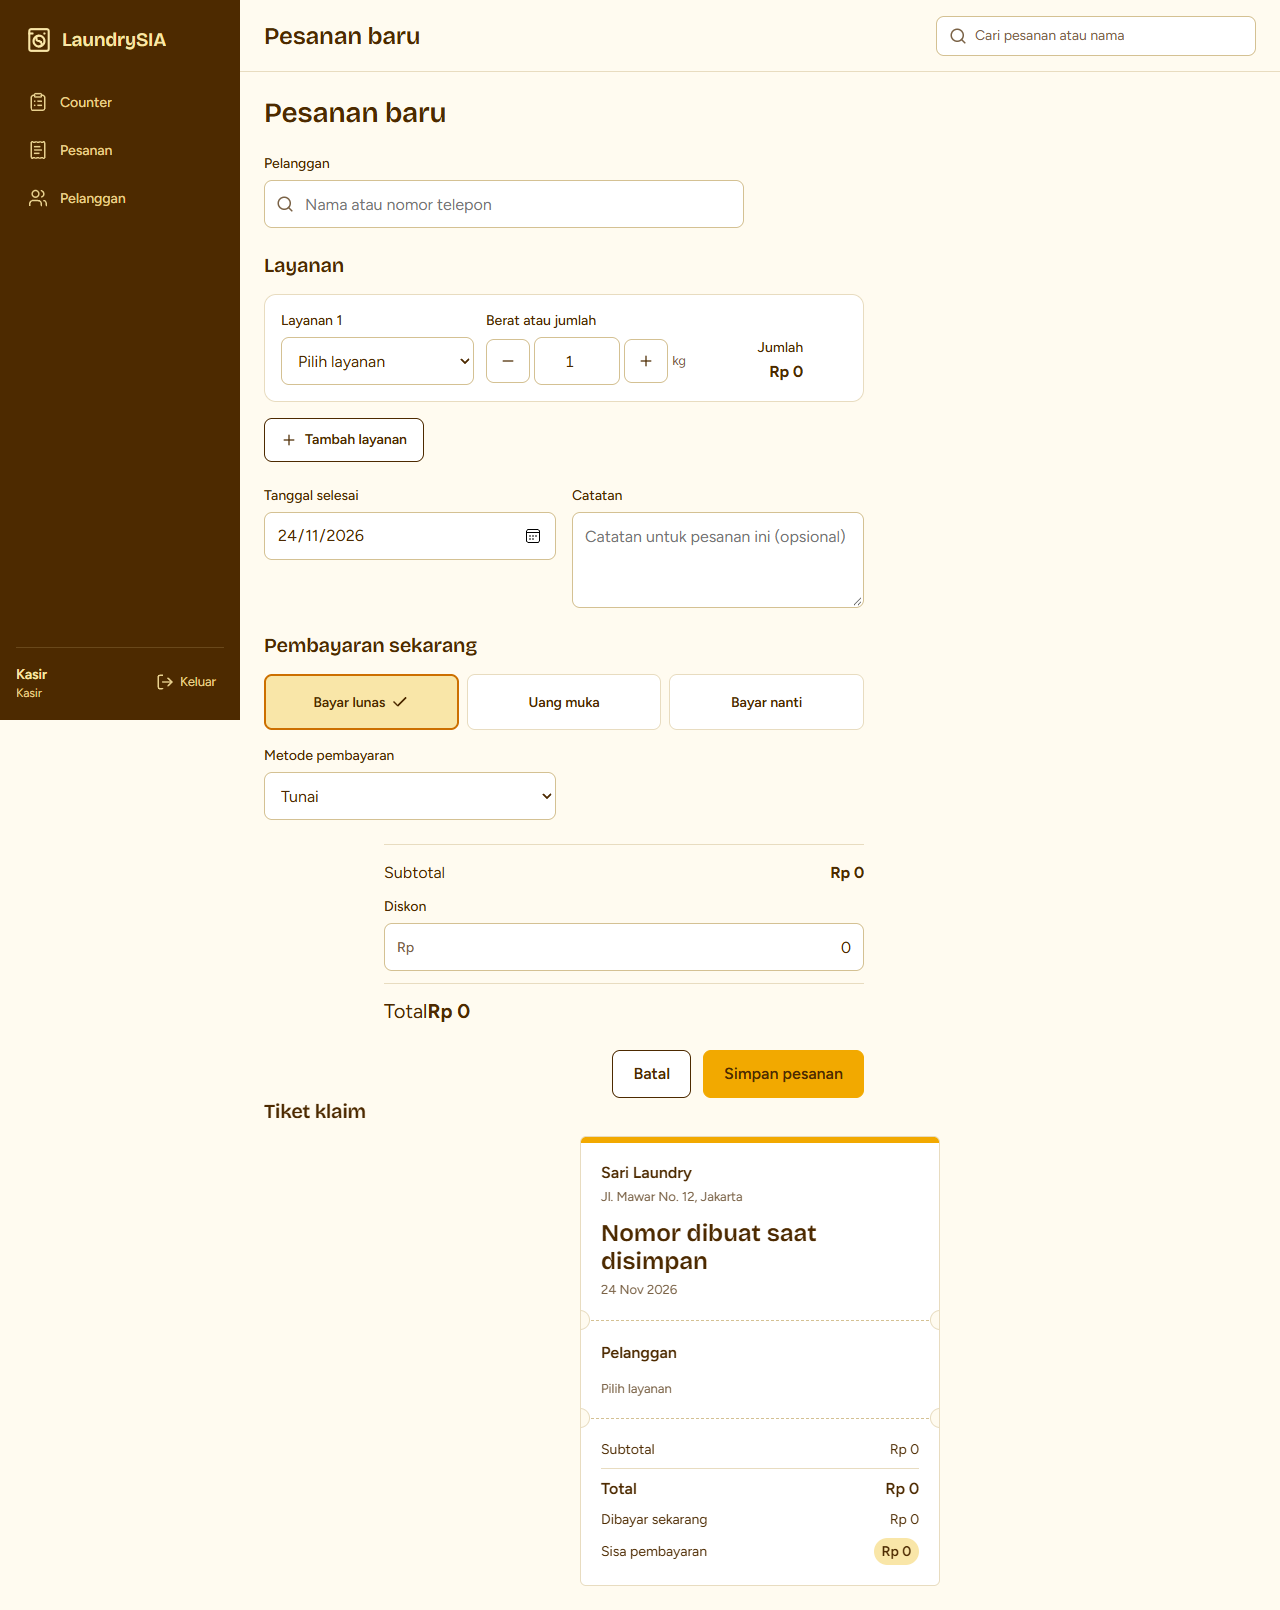 LaundrySIA
Counter
Pesanan
Pelanggan
Kasir
Kasir
Keluar
Pesanan baru
Cari pesanan atau nama
Pesanan baru
Pelanggan
Nama atau nomor telepon
Layanan
Layanan 1
Berat atau jumlah
Pilih layanan
1
kg
Jumlah
Rp 0
Tambah layanan
Tanggal selesai
Catatan
24/11/2026
Catatan untuk pesanan ini (opsional)
Pembayaran sekarang
Bayar lunas
Uang muka
Bayar nanti
Metode pembayaran
Tunai
Subtotal
Rp 0
Diskon
Rp
0
TotalRp 0
Batal
Simpan pesanan
Tiket klaim
Sari Laundry
Jl. Mawar No. 12, Jakarta
Nomor dibuat saat
disimpan
24 Nov 2026
Pelanggan
Pilih layanan
Subtotal
Rp 0
Total
Rp 0
Dibayar sekarang
Rp 0
Sisa pembayaran
Rp 0